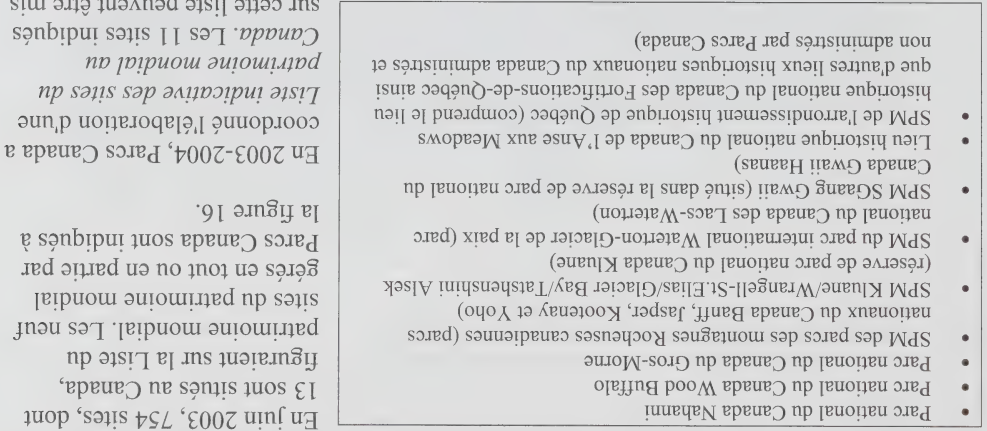 • Parc national du Canada Nahanni
• Parc national du Canada Wood Buffalo
• Parc national du Canada du Gros-Morne
• SPM des parcs des montagnes Rocheuses canadiennes (parcs
nationaux du Canada Banff, Jasper, Kootenay et Yoho)
• SPM Kluane/Wrangell-St.Elias/Glacier Bay/Tatshenshini Alsek
(réserve de parc national du Canada Kluane)
• SPM du parc international Waterton-Glacier de la paix (parc
national du Canada des Lacs-Waterton)
• SPM SGaang Gwaii (situé dans la réserve de parc national du
Canada Gwaii Haanas)
• Lieu historique national du Canada de l'Anse aux Meadows
• SPM de l'arrondissement historique de Québec (comprend le lieu
historique national du Canada des Fortifications-de-Québec ainsi
que d'autres lieux historiques nationaux du Canada administrés et
non administrés par Parcs Canada)
En juin 2003, 754 sites, dont
13 sont situés au Canada,
figuraient sur la Liste du
patrimoine mondial. Les neuf
sites du patrimoine mondial
gérés en tout ou en partie par
Parcs Canada sont indiqués à
la figure 16.
En 2003-2004, Parcs Canada a
coordonné l'élaboration d'une
Liste indicative des sites du
patrimoine mondial au
Canada. Les 11 sites indiqués
sur cette liste peuvent être mis